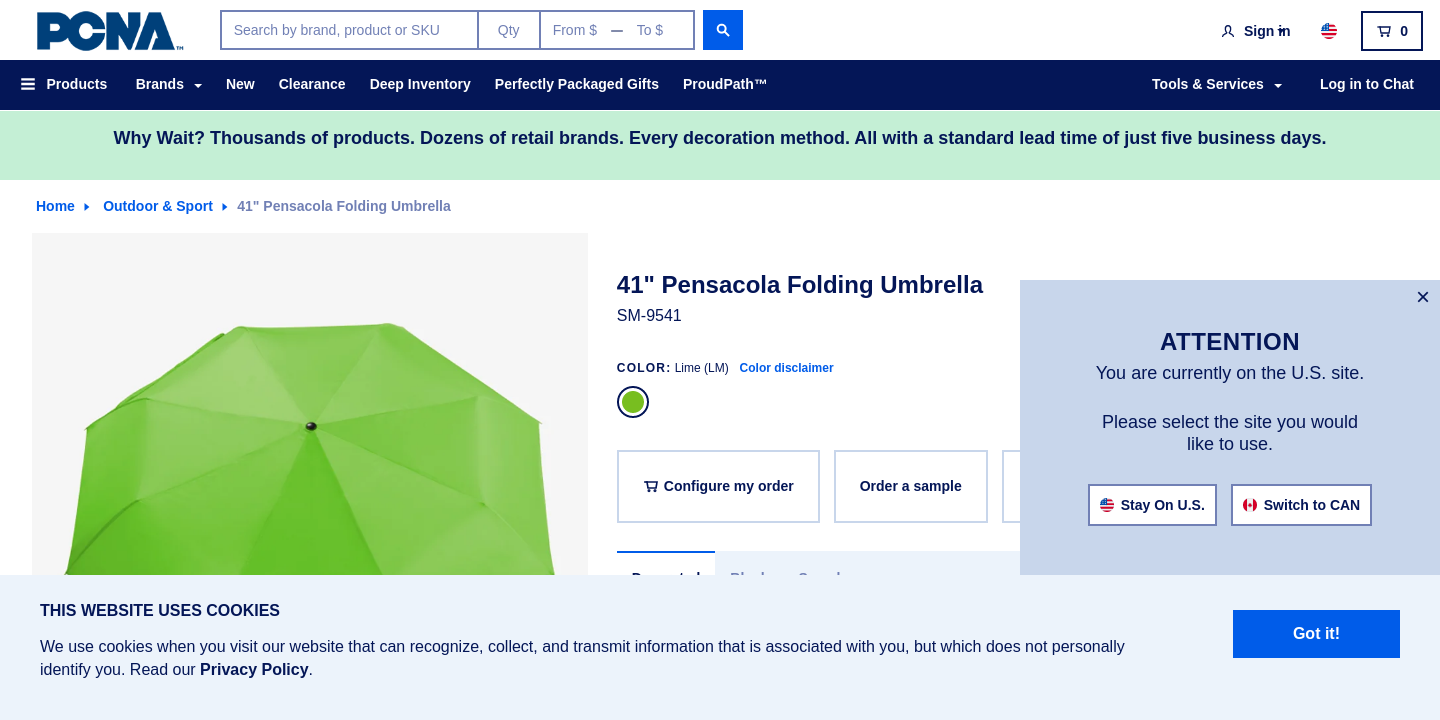 PCNA™
Search by brand, product or SKU
Qty
From $ — To $
Sign in
0
Products
Brands
New
Clearance
Deep Inventory
Perfectly Packaged Gifts
ProudPath™
Tools & Services
Log in to Chat
Why Wait? Thousands of products. Dozens of retail brands. Every decoration method. All with a standard lead time of just five business days.
Home
Outdoor & Sport
41" Pensacola Folding Umbrella
41" Pensacola Folding Umbrella
SM-9541
COLOR: Lime (LM) Color disclaimer
Configure my order
Order a sample
ATTENTION
You are currently on the U.S. site.
Please select the site you would
like to use.
Stay On U.S.
Switch to CAN
THIS WEBSITE USES COOKIES
We use cookies when you visit our website that can recognize, collect, and transmit information that is associated with you, but which does not personally
identify you. Read our Privacy Policy.
Got it!